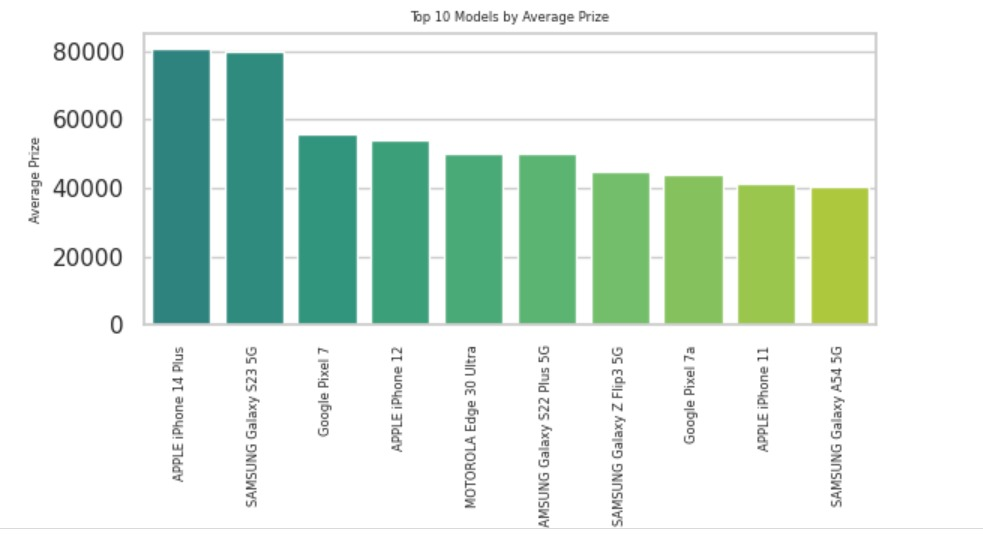 Top 10 Models by Average Prize
Average Prize
80000
60000
40000
20000
0
APPLE iPhone 14 Plus
SAMSUNG Galaxy S23 5G
Google Pixel 7
APPLE iPhone 12
MOTOROLA Edge 30 Ultra
AMSUNG Galaxy S22 Plus 5G
SAMSUNG Galaxy Z Flip3 5G
Google Pixel 7a
APPLE iPhone 11
SAMSUNG Galaxy A54 5G